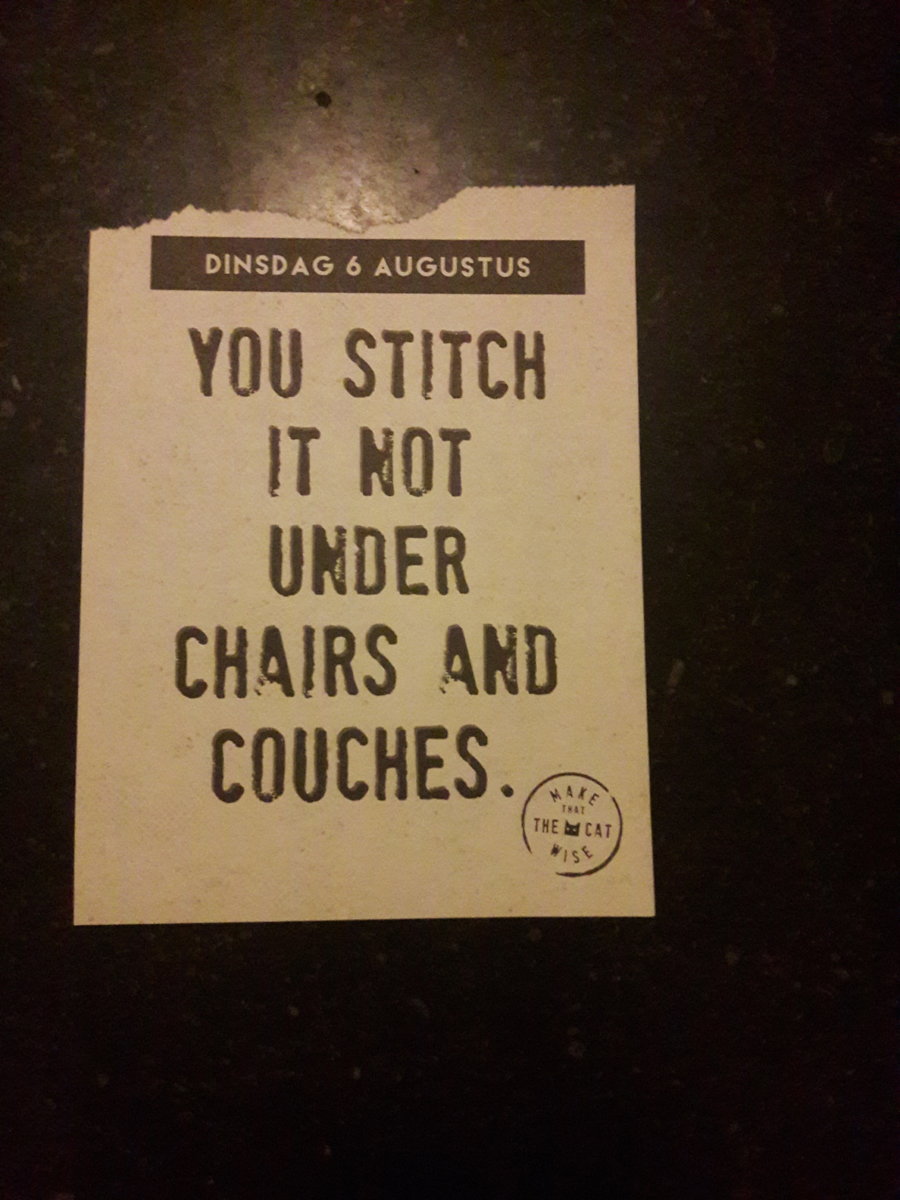 DINSDAG 6 AUGUSTUS
YOU STITCH
IT NOT
UNDER
CHAIRS AND
COUCHES.
MAKE
THAT
THE CAT
WISE